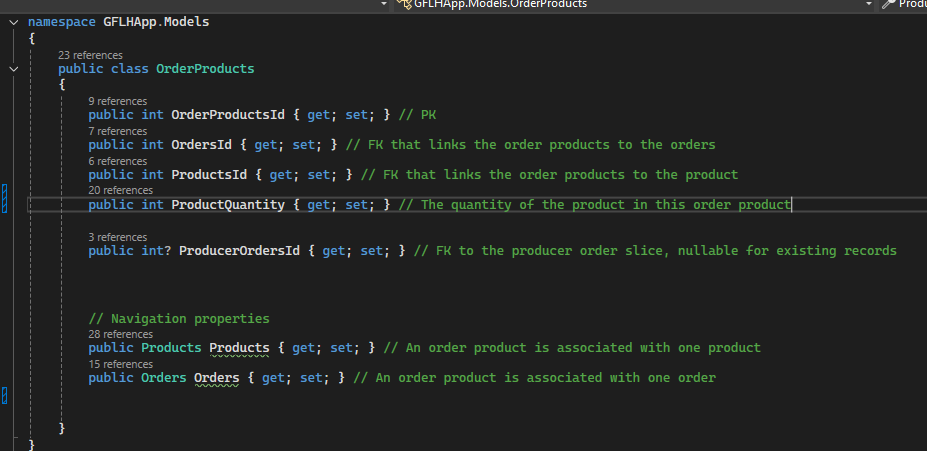 GFLHApp.Models.OrderProducts
namespace GFLHApp.Models
{
23 references
public class OrderProducts
{
9 references
public int OrderProductsId { get; set; } // PK
7 references
public int OrdersId { get; set; } // FK that links the order products to the orders
6 references
public int ProductsId { get; set; } // FK that links the order products to the product
20 references
public int ProductQuantity { get; set; } // The quantity of the product in this order product
3 references
public int? ProducerOrdersId { get; set; } // FK to the producer order slice, nullable for existing records
// Navigation properties
28 references
public Products Products { get; set; } // An order product is associated with one product
15 references
public Orders Orders { get; set; } // An order product is associated with one order
}
}